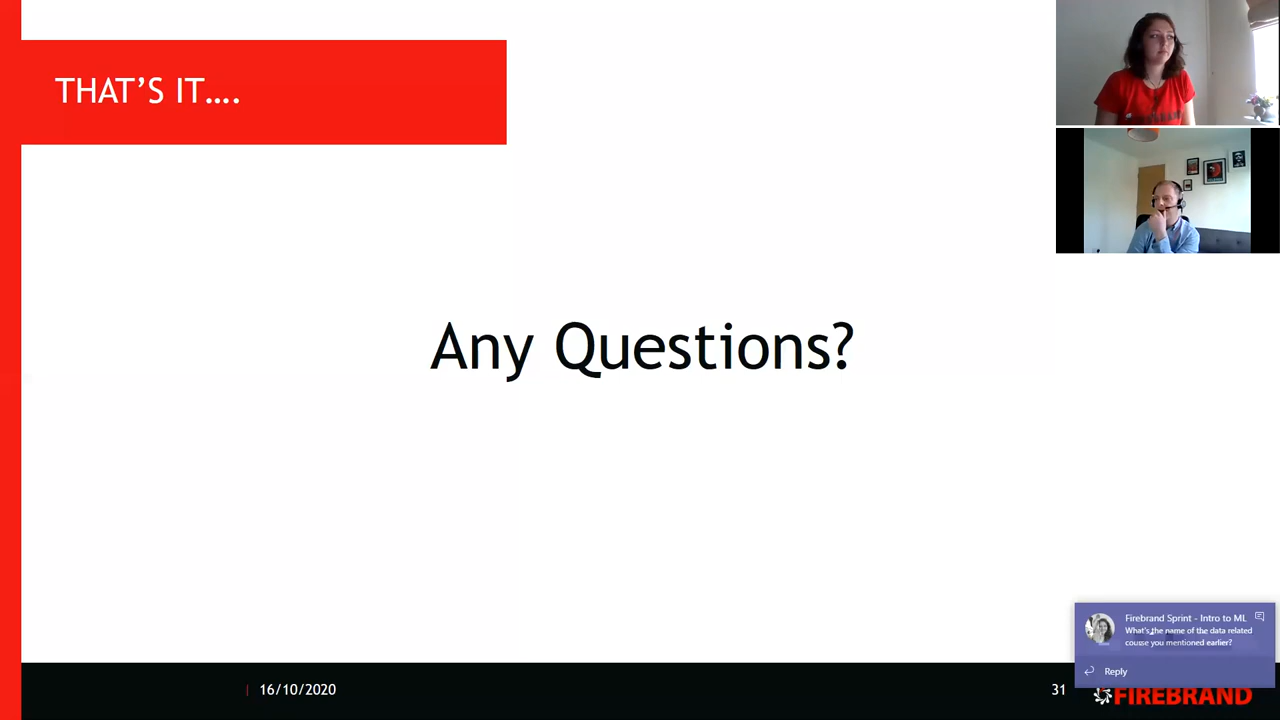 THAT’S IT….
Any Questions?
Firebrand Sprint - Intro to ML
What's the name of the data related
course you mentioned earlier?
Reply
16/10/2020
31
FIREBRAND